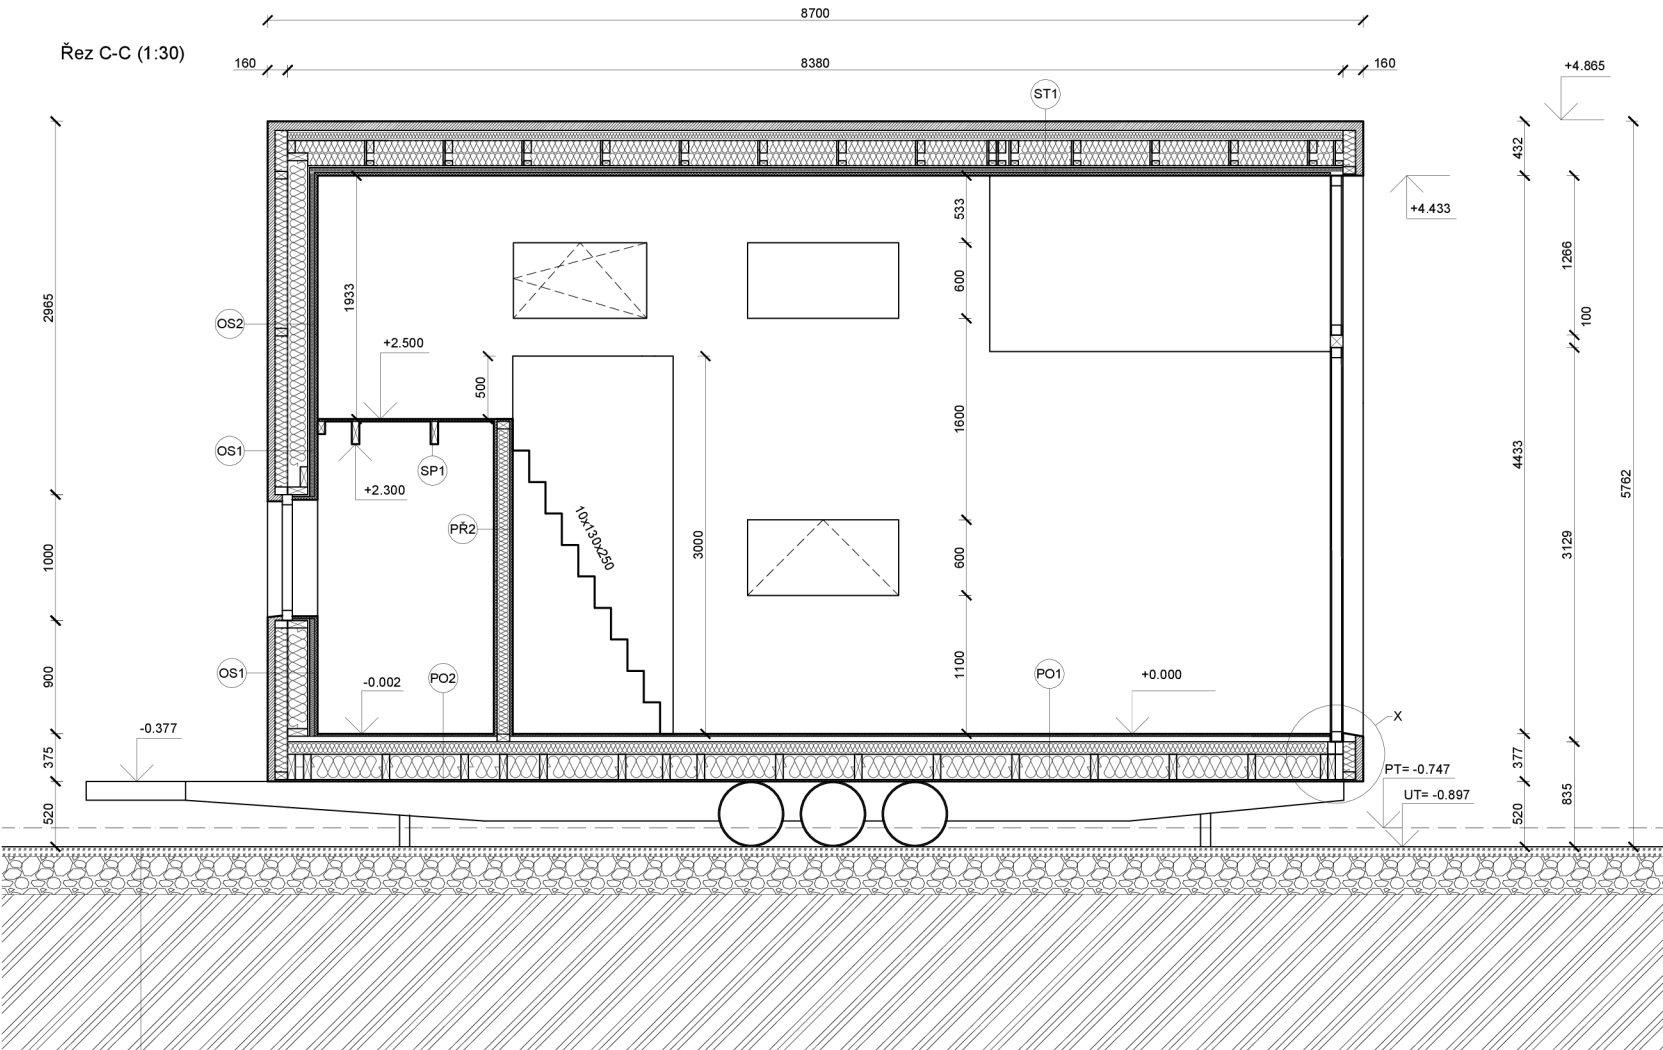 8700
Řez C-C (1:30)
160
8380
160
+4.865
ST1
432
+4.433
533
1266
2965
1933
600
OS2
100
+2.500
500
1600
4433
OS1
SP1
+2.300
5762
PŘ2
10x130x250
3000
3129
1000
600
1100
OS1
900
PO2
-0.002
PO1
+0.000
X
-0.377
375
377
PT= -0.747
UT= -0.897
835
520
520